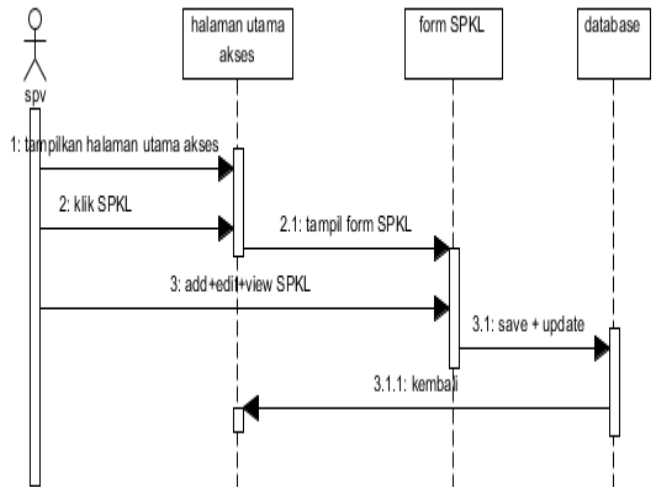 halaman utama
akses
form SPKL
database
spv
1: tampilkan halaman utama akses
2: klik SPKL
2.1: tampil form SPKL
3: add+edit+view SPKL
3.1: save + update
3.1.1: kembali